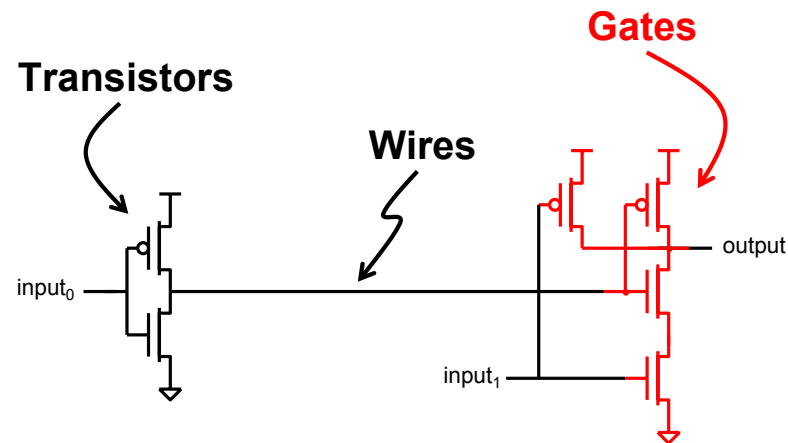 Gates
Transistors
Wires
output
input₀
input₁